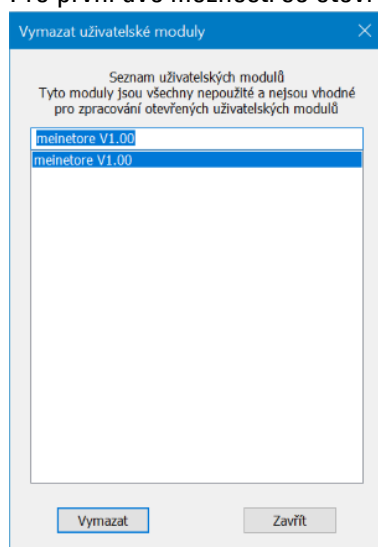 Vymazat uživatelské moduly
Seznam uživatelských modulů
Tyto moduly jsou všechny nepoužité a nejsou vhodné
pro zpracování otevřených uživatelských modulů
meinetore V1.00
meinetore V1.00
Vymazat
Zavřít